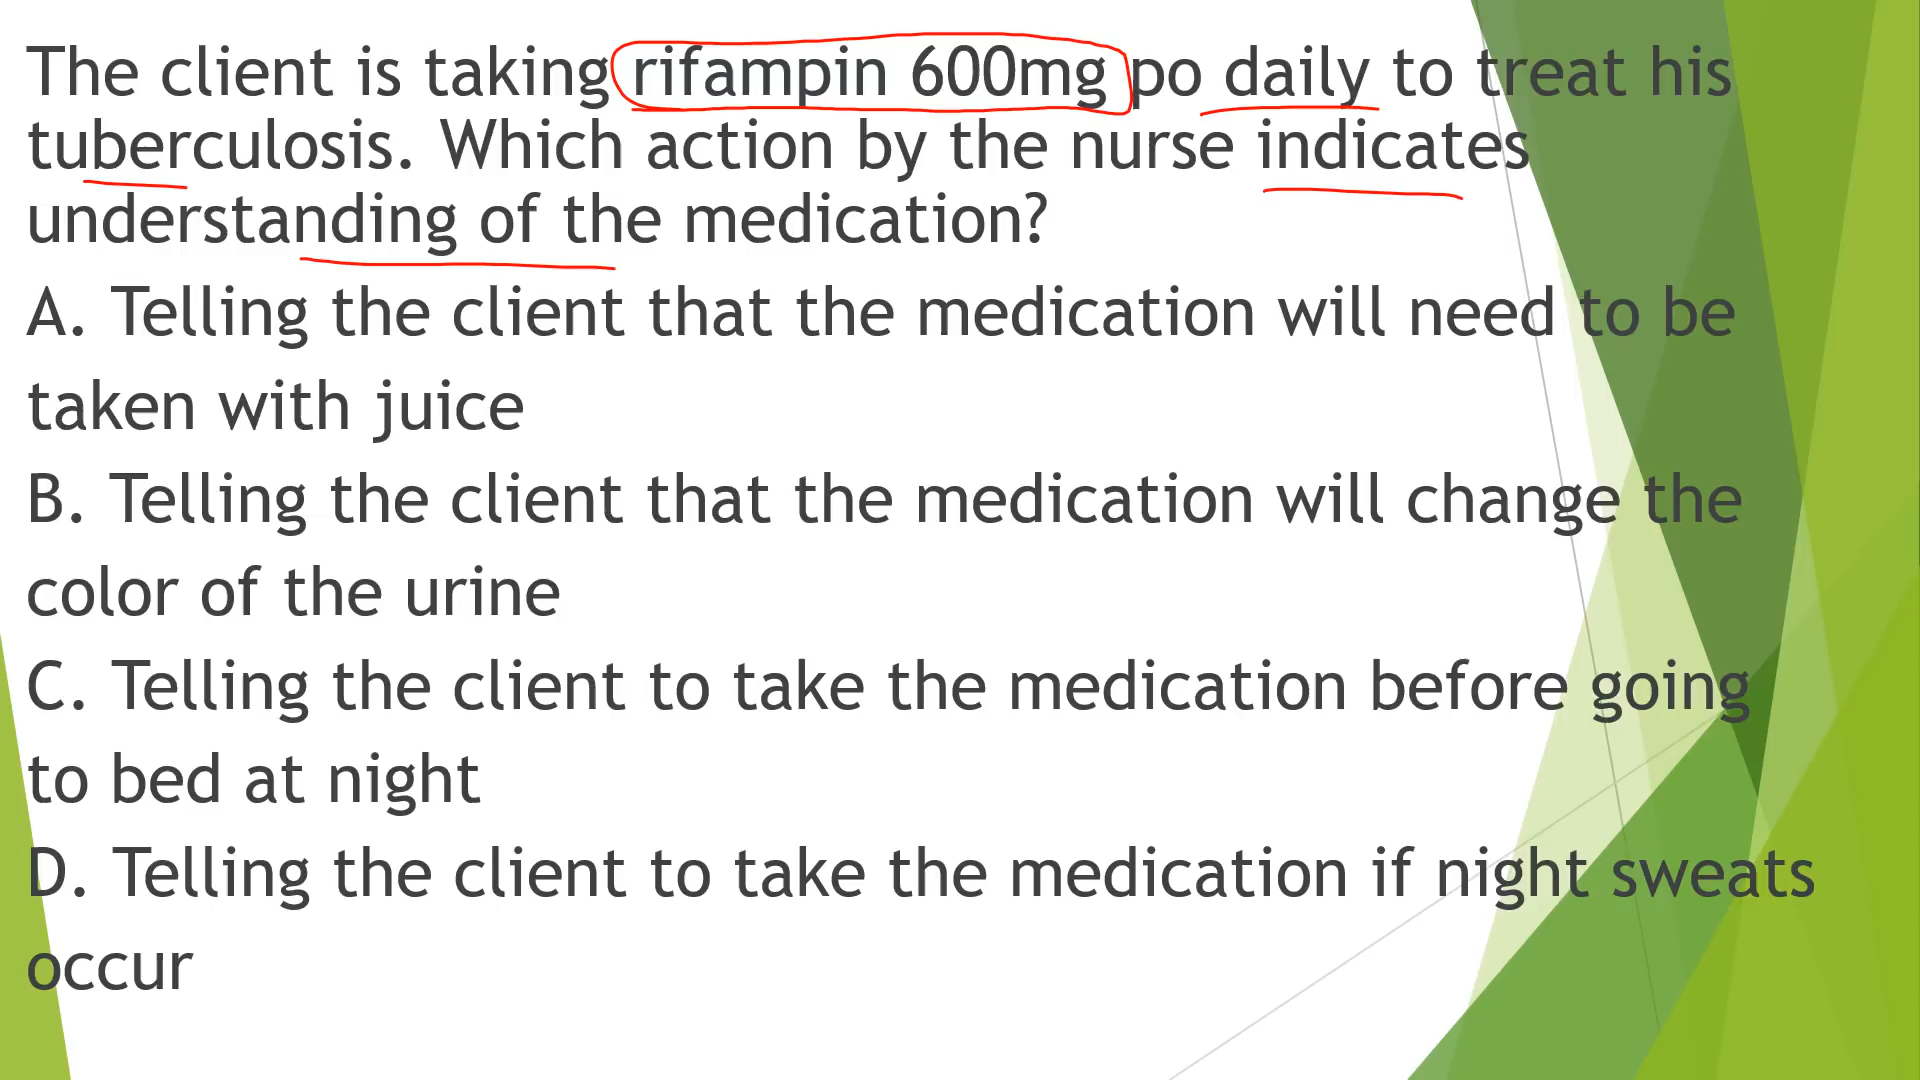 The client is taking rifampin 600mg po daily to treat his
tuberculosis. Which action by the nurse indicates
understanding of the medication?
A. Telling the client that the medication will need to be
taken with juice
B. Telling the client that the medication will change the
color of the urine
C. Telling the client to take the medication before going
to bed at night
D. Telling the client to take the medication if night sweats
occur